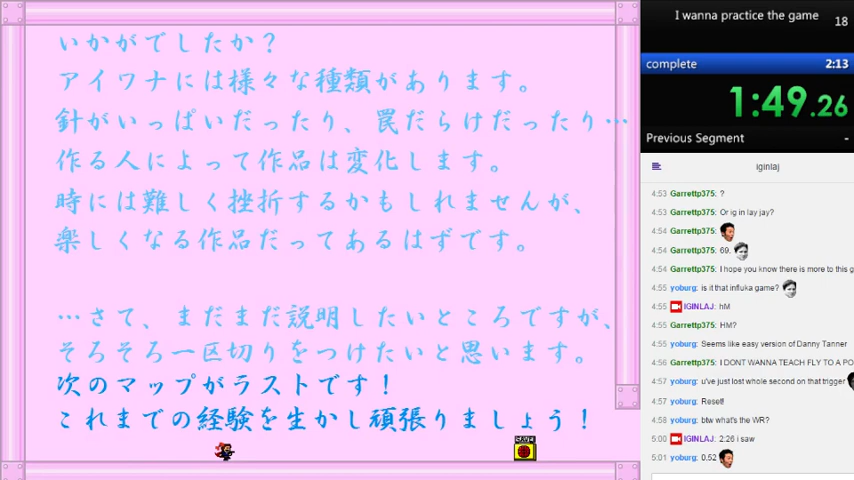 いかがでしたか？
アイワナには様々な種類があります。
針がいっぱいだったり、罠だらけだったり…
作る人によって作品は変化します。
時には難しく挫折するかもしれませんが、
楽しくなる作品だってあるはずです。
…さて、まだまだ説明したいところですが、
そろそろ一区切りをつけたいと思います。
次のマップがラストです！
これまでの経験を生かし頑張りましょう！
SAVE
I wanna practice the game
18
complete 2:13
1:49.26
Previous Segment -
iginlaj
4:53 Garrettp375: ?
4:53 Garrettp375: Or ig in lay jay?
4:54 Garrettp375:
4:54 Garrettp375: 69.
4:54 Garrettp375: I hope you know there is more to this g
4:55 yoburg: is it that influka game?
4:55 IGINLAJ: hM
4:55 Garrettp375: HM?
4:55 yoburg: Seems like easy version of Danny Tanner
4:56 Garrettp375: I DONT WANNA TEACH FLY TO A PO
4:57 yoburg: u've just lost whole second on that trigger
4:57 yoburg: Reset!
4:58 yoburg: btw what's the WR?
5:00 IGINLAJ: 2:26 i saw
5:01 yoburg: 0.52